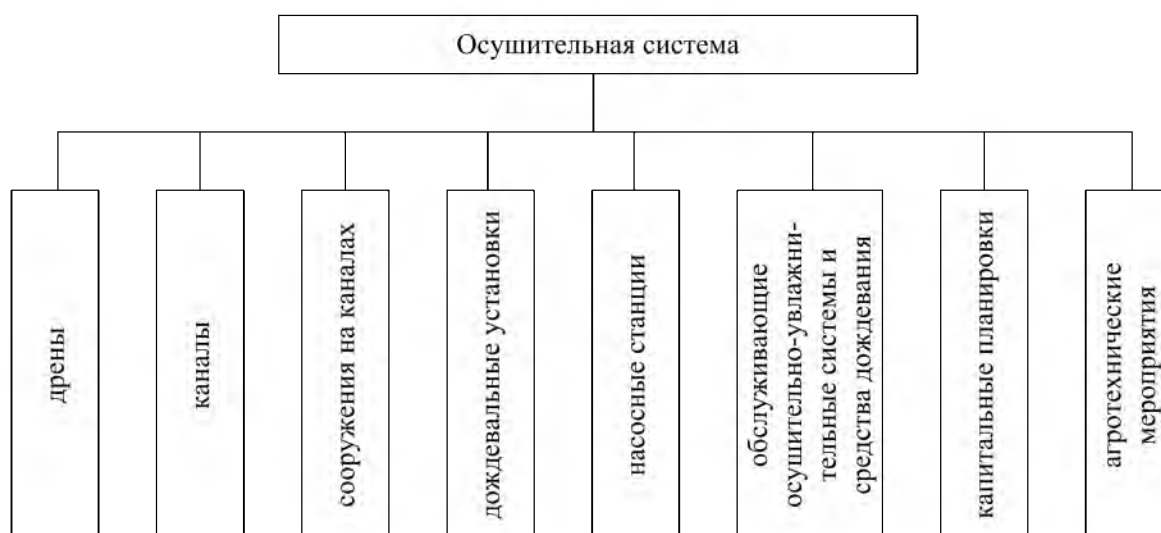 Осушительная система
дрены
каналы
сооружения на каналах
дождевальные установки
насосные станции
обслуживающие
осушительно-увлажни-
тельные системы и
средства дождевания
капитальные планировки
агротехнические
мероприятия